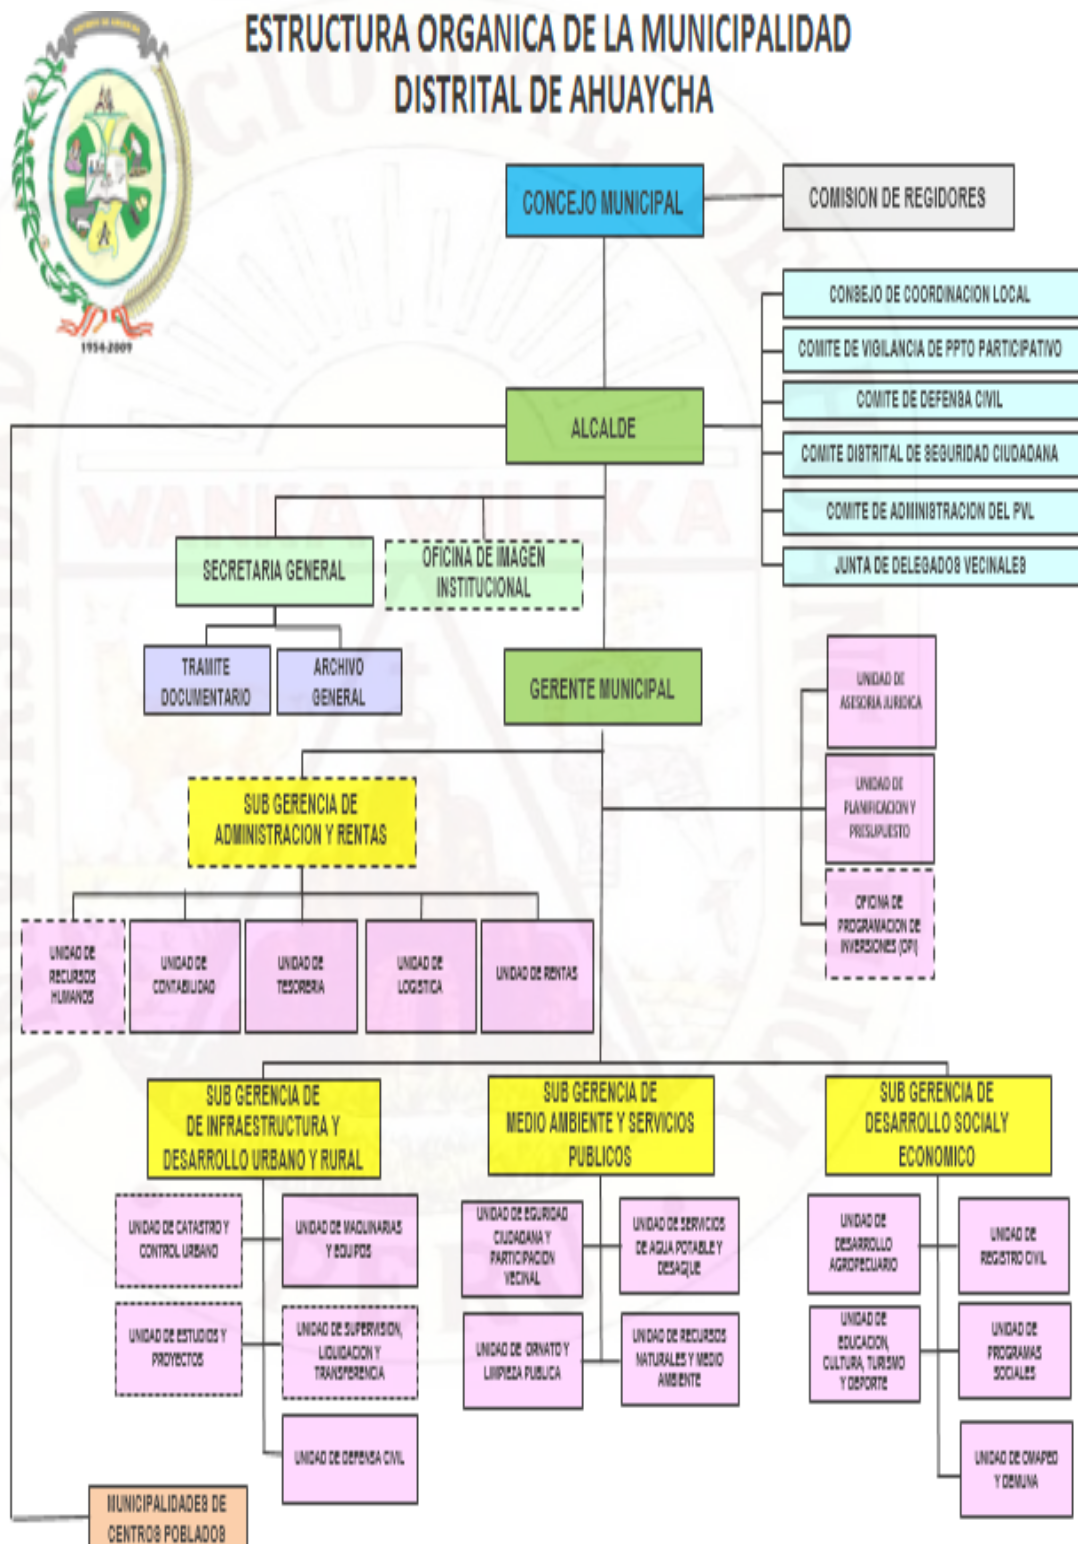 ESTRUCTURA ORGANICA DE LA MUNICIPALIDAD
DISTRITAL DE AHUAYCHA
1954-2009
CONCEJO MUNICIPAL
COMISION DE REGIDORES
CONSEJO DE COORDINACION LOCAL
COMITE DE VIGILANCIA DE PPTO PARTICIPATIVO
COMITE DE DEFENSA CIVIL
COMITE DISTRITAL DE SEGURIDAD CIUDADANA
COMITE DE ADMINISTRACION DEL PVL
JUNTA DE DELEGADOS VECINALES
ALCALDE
WANKA WILLKA
SECRETARIA GENERAL
OFICINA DE IMAGEN
INSTITUCIONAL
TRAMITE
DOCUMENTARIO
ARCHIVO
GENERAL
GERENTE MUNICIPAL
UNIDAD DE
ASESORIA JURIDICA
UNIDAD DE
PLANIFICACION Y
PRESUPUESTO
OFICINA DE
PROGRAMACION DE
INVERSIONES (OPI)
SUB GERENCIA DE
ADMINISTRACION Y RENTAS
UNIDAD DE
RECURSOS
HUMANOS
UNIDAD DE
CONTABILIDAD
UNIDAD DE
TESORERIA
UNIDAD DE
LOGISTICA
UNIDAD DE RENTAS
SUB GERENCIA DE
DE INFRAESTRUCTURA Y
DESARROLLO URBANO Y RURAL
SUB GERENCIA DE
MEDIO AMBIENTE Y SERVICIOS
PUBLICOS
SUB GERENCIA DE
DESARROLLO SOCIALY
ECONOMICO
UNIDAD DE CATASTRO Y
CONTROL URBANO
UNIDAD DE MAQUINARIAS
Y EQUIPOS
UNIDAD DE ESTUDIOS Y
PROYECTOS
UNIDAD DE SUPERVISION,
LIQUIDACION Y
TRANSFERENCIA
UNIDAD DE DEFENSA CIVIL
UNIDAD DE EGURIDAD
CIUDADANA Y
PARTICIPACION
VECINAL
UNIDAD DE SERVICIOS
DE AGUA POTABLE Y
DESAGUE
UNIDAD DE ORNATO Y
LIMPIEZA PUBLICA
UNIDAD DE RECURSOS
NATURALES Y MEDIO
AMBIENTE
UNIDAD DE
DESARROLLO
AGROPECUARIO
UNIDAD DE
REGISTRO CIVIL
UNIDAD DE
EDUCACION,
CULTURA, TURISMO
Y DEPORTE
UNIDAD DE
PROGRAMAS
SOCIALES
UNIDAD DE OMAPED
Y DEMUNA
MUNICIPALIDADES DE
CENTROS POBLADOS